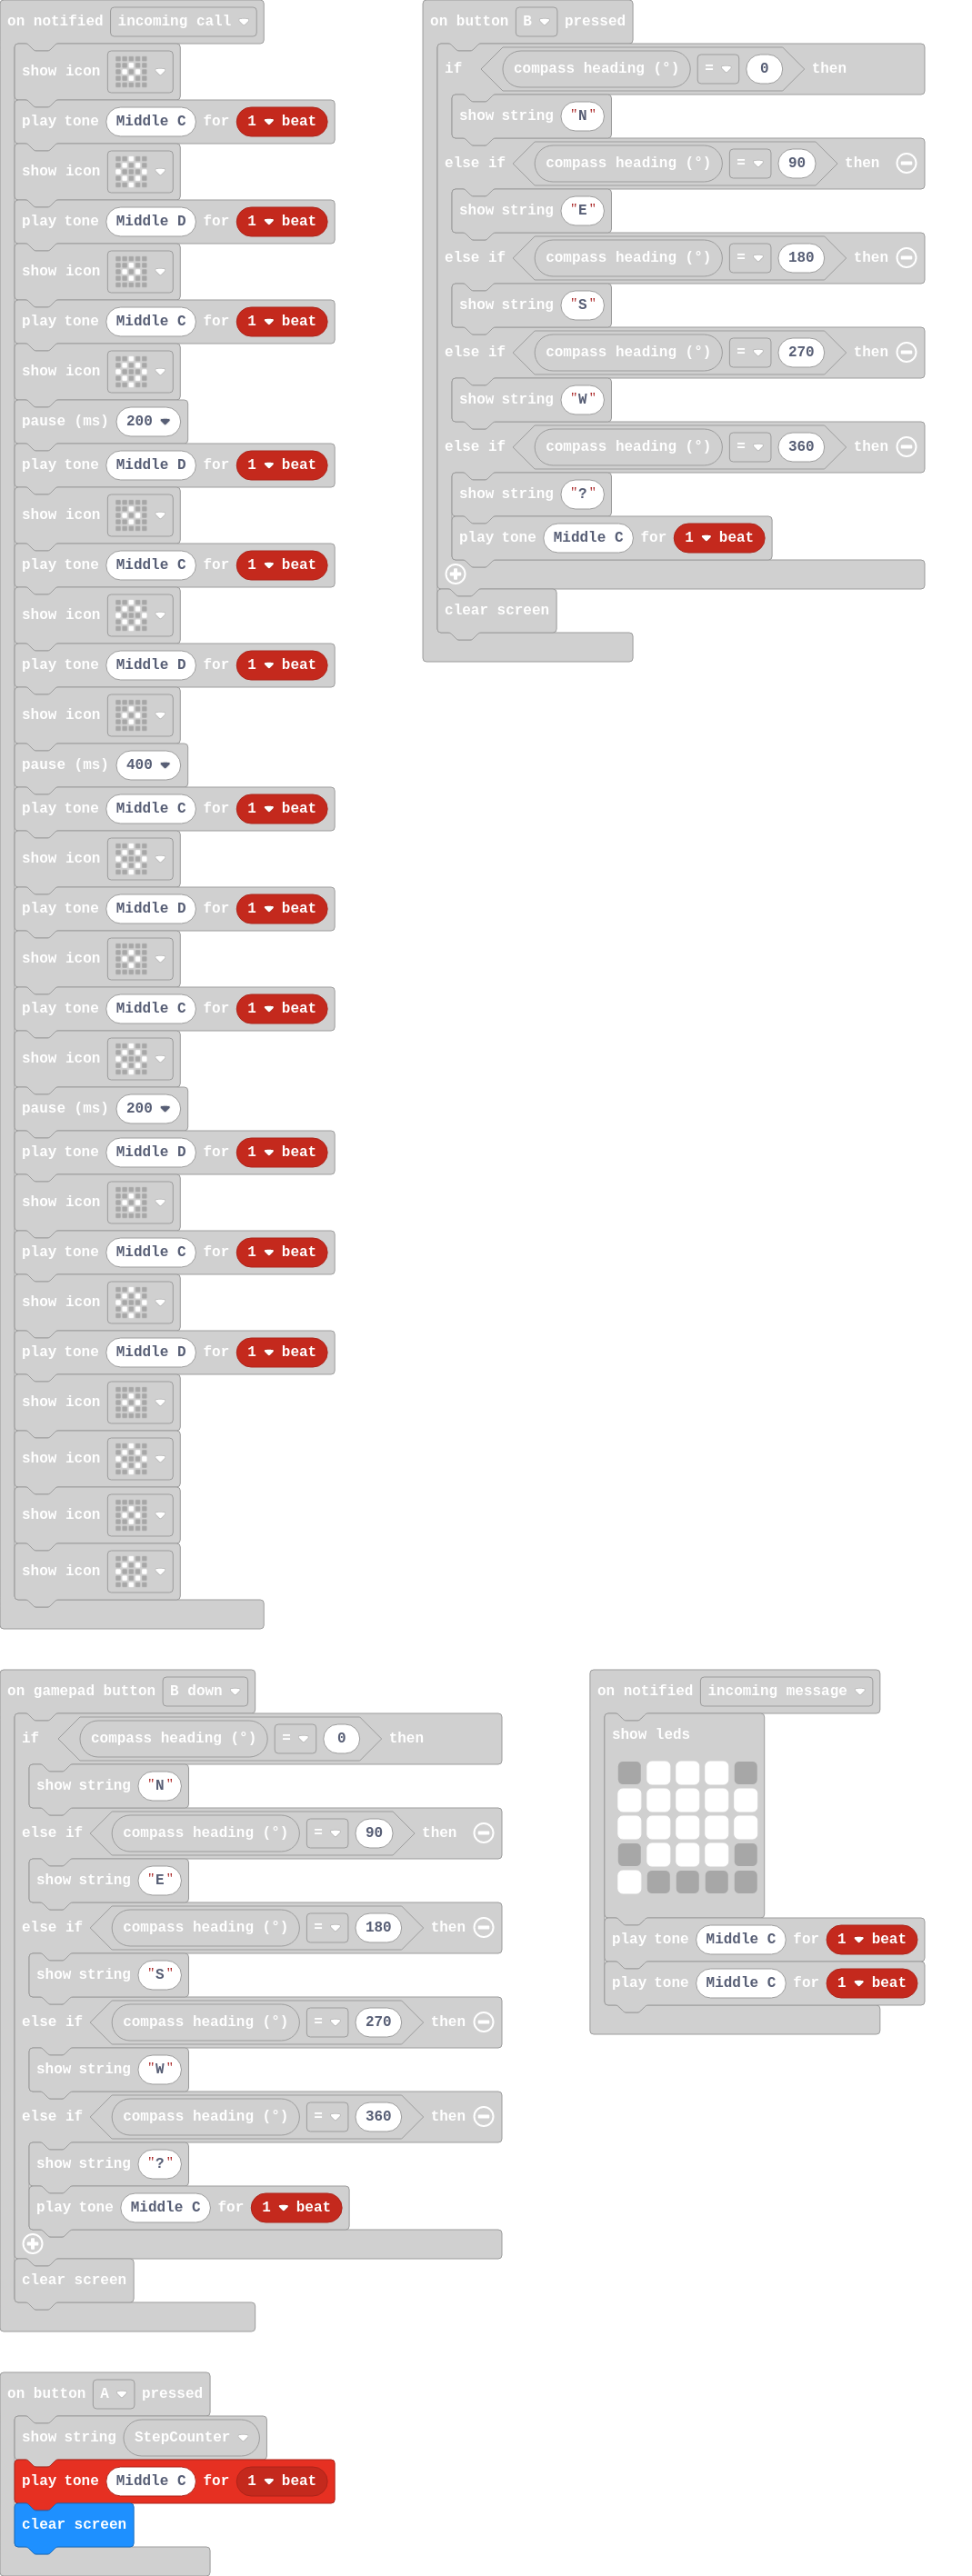 on notified incoming call
show icon
play tone Middle C for 1 beat
show icon
play tone Middle D for 1 beat
show icon
play tone Middle C for 1 beat
show icon
pause (ms) 200
play tone Middle D for 1 beat
show icon
play tone Middle C for 1 beat
show icon
play tone Middle D for 1 beat
show icon
pause (ms) 400
play tone Middle C for 1 beat
show icon
play tone Middle D for 1 beat
show icon
play tone Middle C for 1 beat
show icon
pause (ms) 200
play tone Middle D for 1 beat
show icon
play tone Middle C for 1 beat
show icon
play tone Middle D for 1 beat
show icon
show icon
show icon
show icon
on button B pressed
if compass heading (°) = 0 then
show string "N"
else if compass heading (°) = 90 then
show string "E"
else if compass heading (°) = 180 then
show string "S"
else if compass heading (°) = 270 then
show string "W"
else if compass heading (°) = 360 then
show string "?"
play tone Middle C for 1 beat
clear screen
on gamepad button B down
if compass heading (°) = 0 then
show string "N"
else if compass heading (°) = 90 then
show string "E"
else if compass heading (°) = 180 then
show string "S"
else if compass heading (°) = 270 then
show string "W"
else if compass heading (°) = 360 then
show string "?"
play tone Middle C for 1 beat
clear screen
on notified incoming message
show leds
play tone Middle C for 1 beat
play tone Middle C for 1 beat
on button A pressed
show string StepCounter
play tone Middle C for 1 beat
clear screen